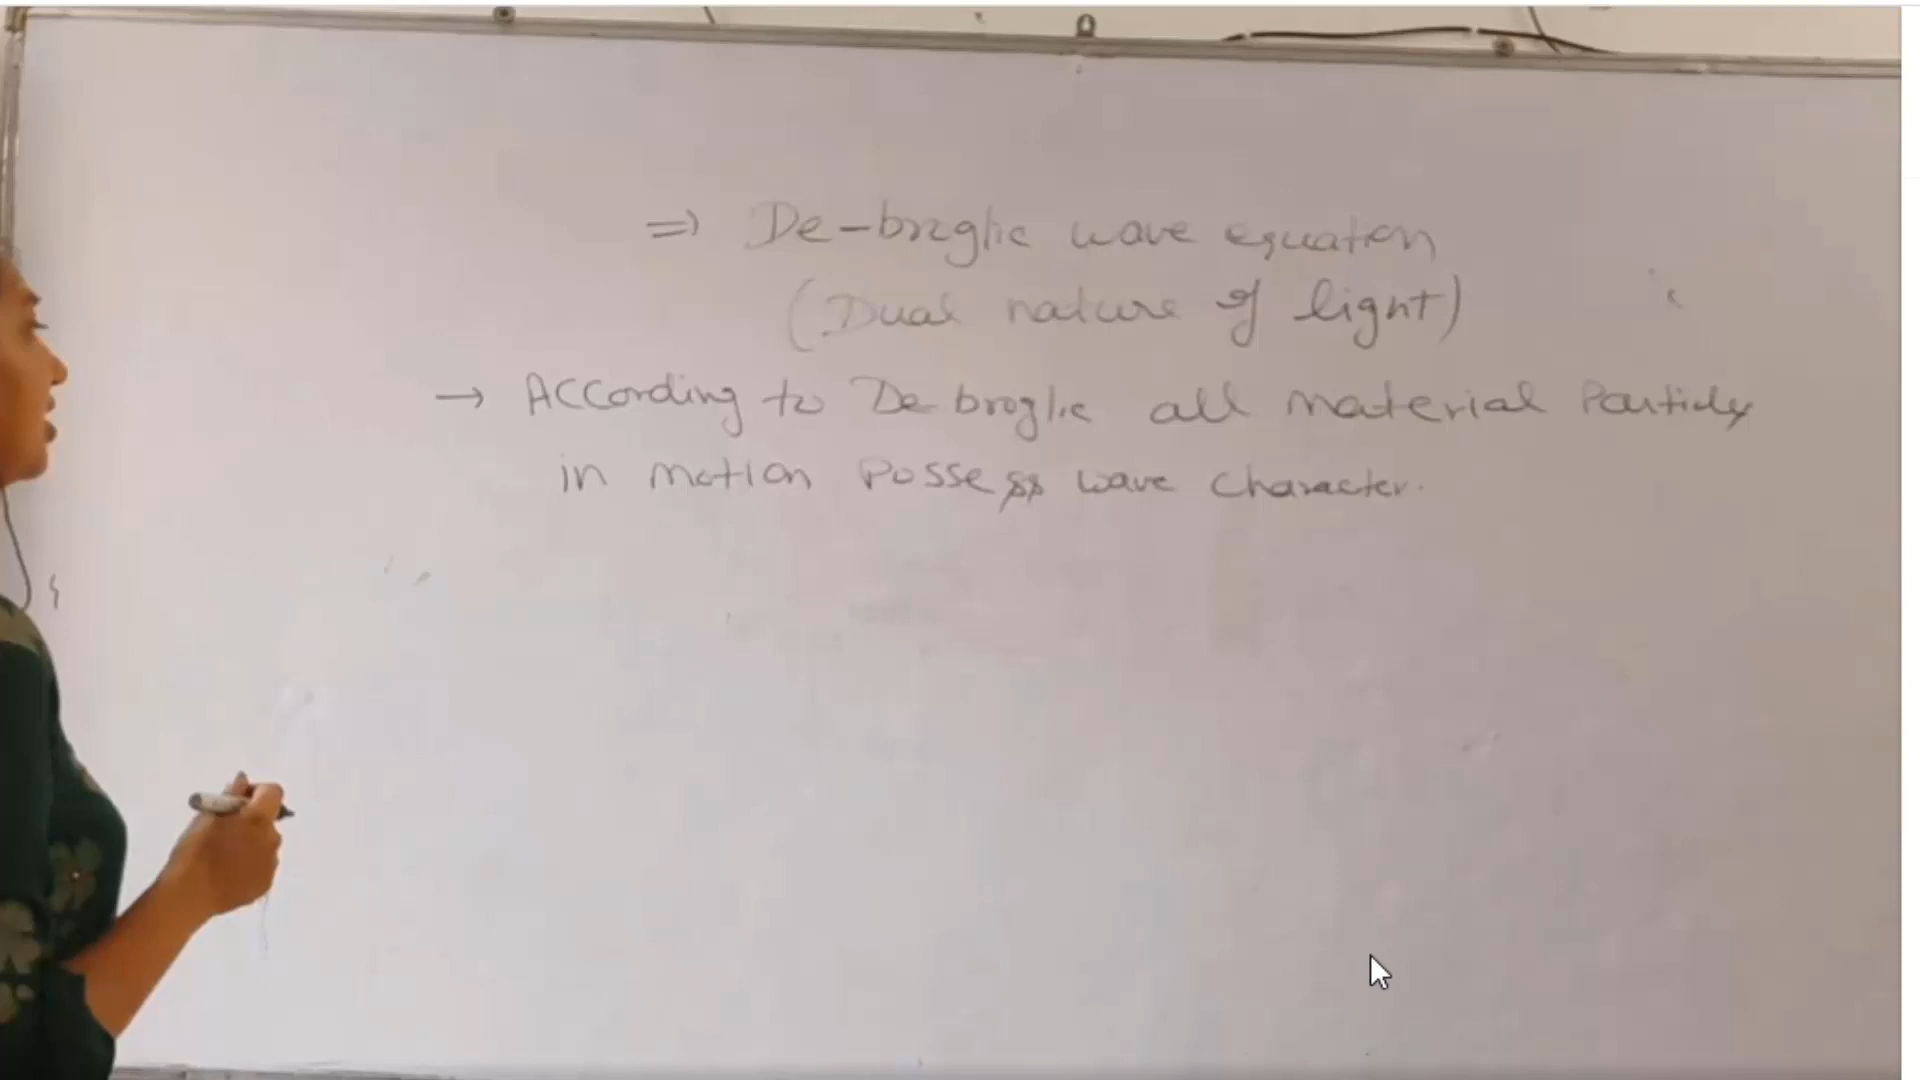 ⇒ De-broglie wave equation
(Dual nature of light)
→ According to De broglie all material Particles
in motion Possess wave character.